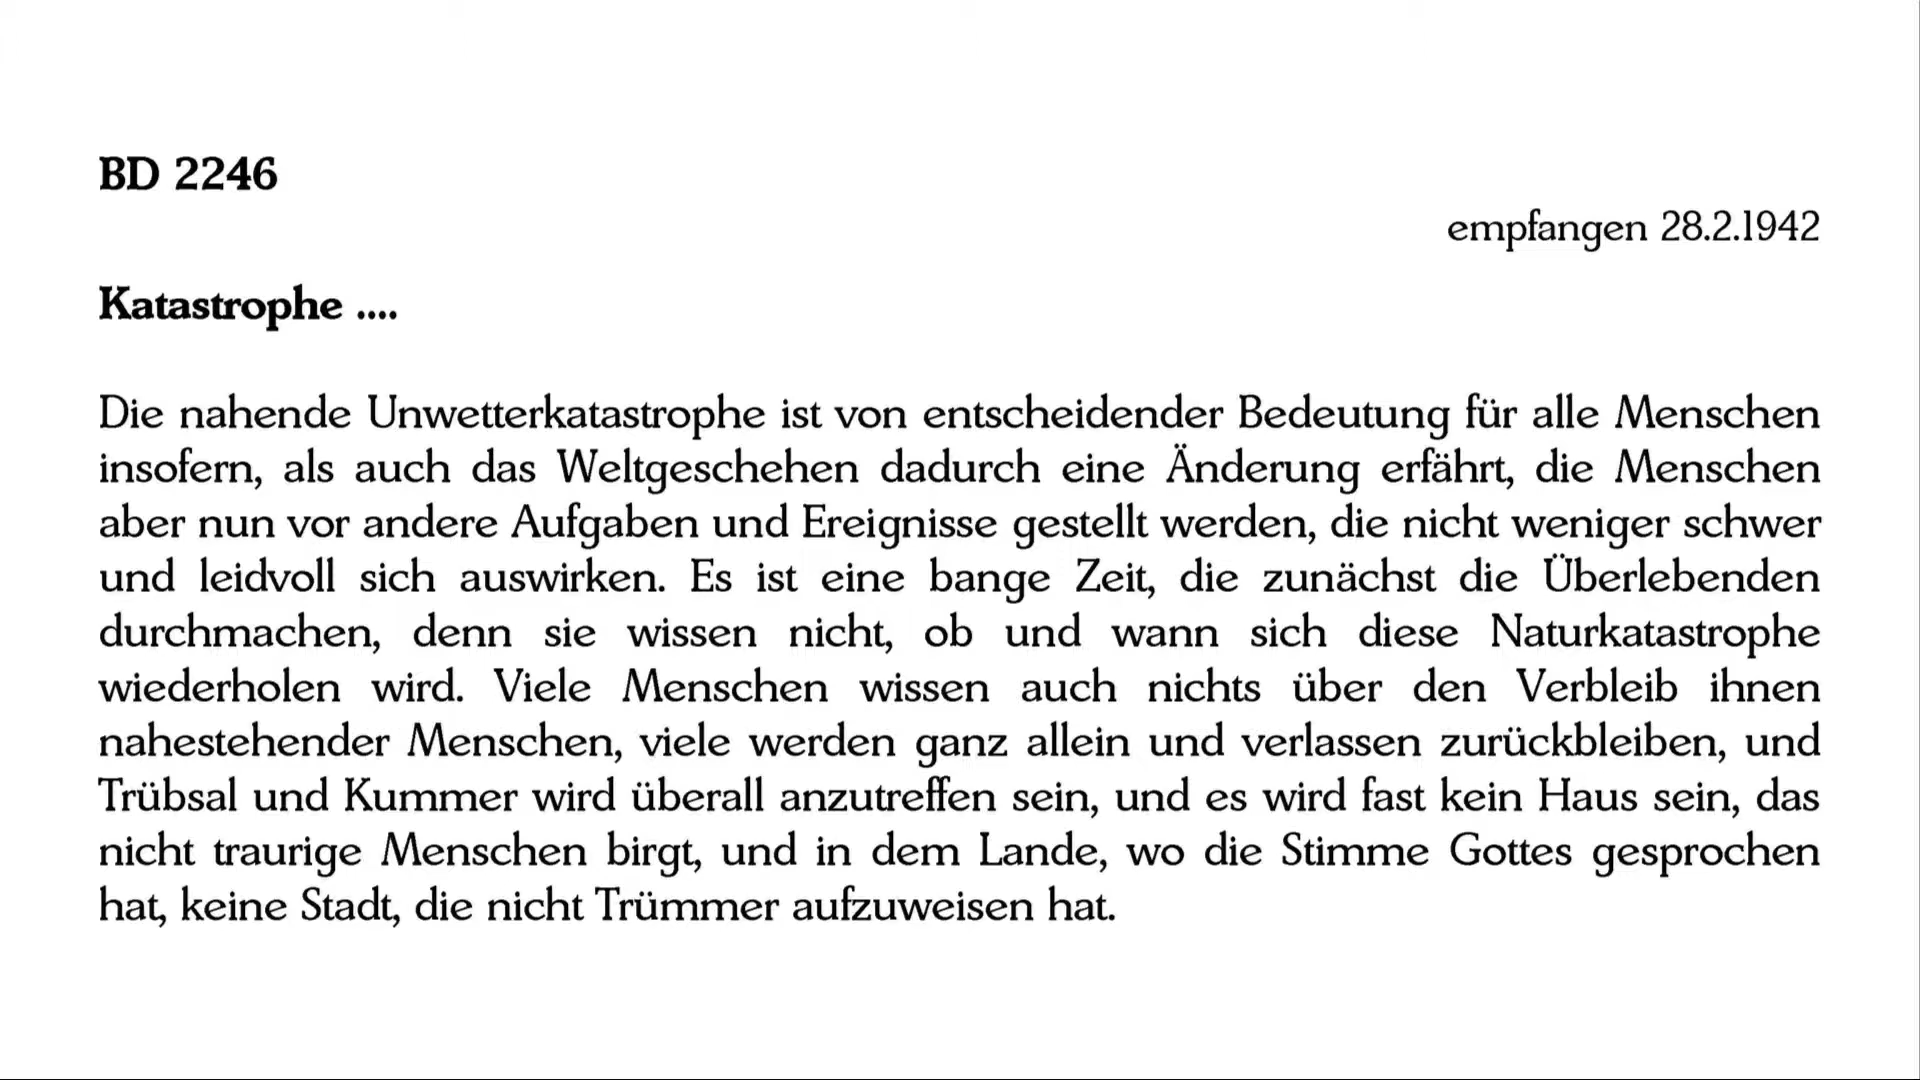 BD 2246
empfangen 28.2.1942
Katastrophe ....
Die nahende Unwetterkatastrophe ist von entscheidender Bedeutung für alle Menschen
insofern, als auch das Weltgeschehen dadurch eine Änderung erfährt, die Menschen
aber nun vor andere Aufgaben und Ereignisse gestellt werden, die nicht weniger schwer
und leidvoll sich auswirken. Es ist eine bange Zeit, die zunächst die Überlebenden
durchmachen, denn sie wissen nicht, ob und wann sich diese Naturkatastrophe
wiederholen wird. Viele Menschen wissen auch nichts über den Verbleib ihnen
nahestehender Menschen, viele werden ganz allein und verlassen zurückbleiben, und
Trübsal und Kummer wird überall anzutreffen sein, und es wird fast kein Haus sein, das
nicht traurige Menschen birgt, und in dem Lande, wo die Stimme Gottes gesprochen
hat, keine Stadt, die nicht Trümmer aufzuweisen hat.